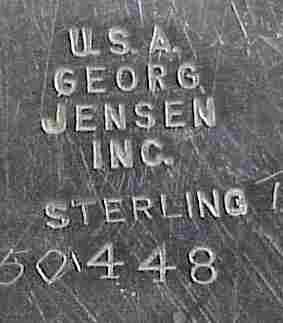 U.S.A.
GEORG
JENSEN
INC.
STERLING
448